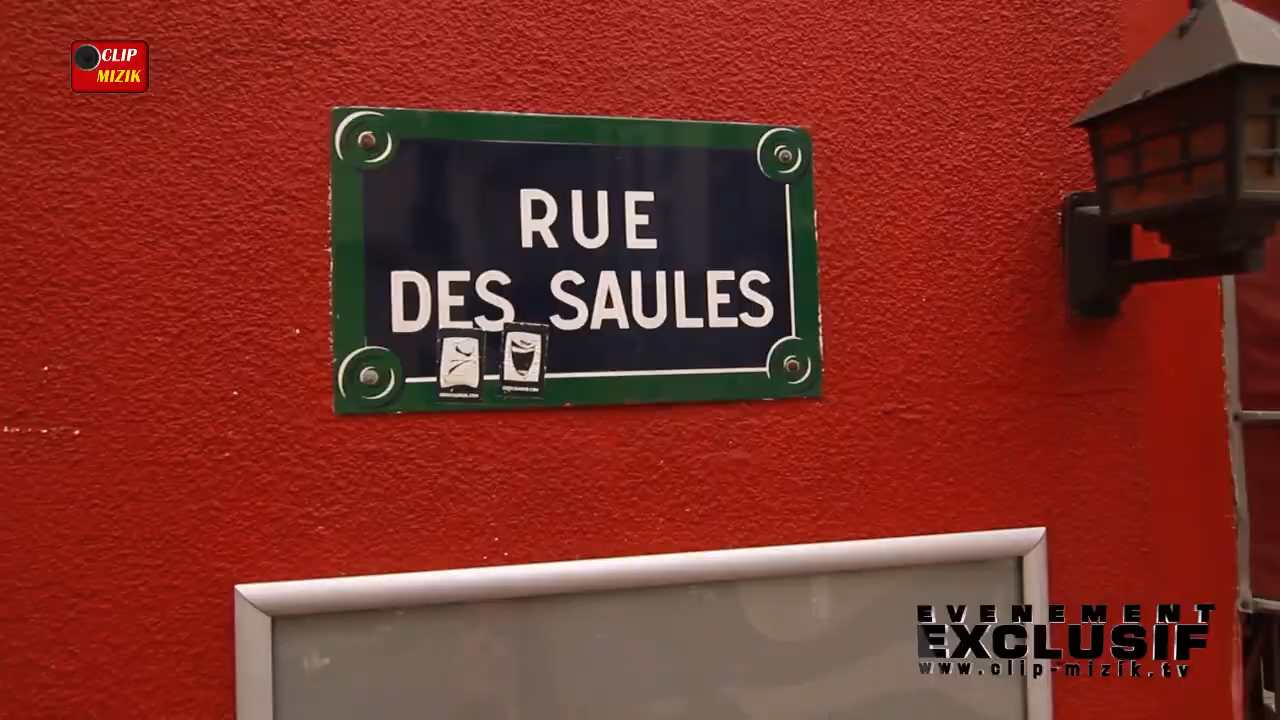 CLIP
MIZIK
RUE
DES SAULES
EVENEMENT
EXCLUSIF
www.clip-mizik.tv